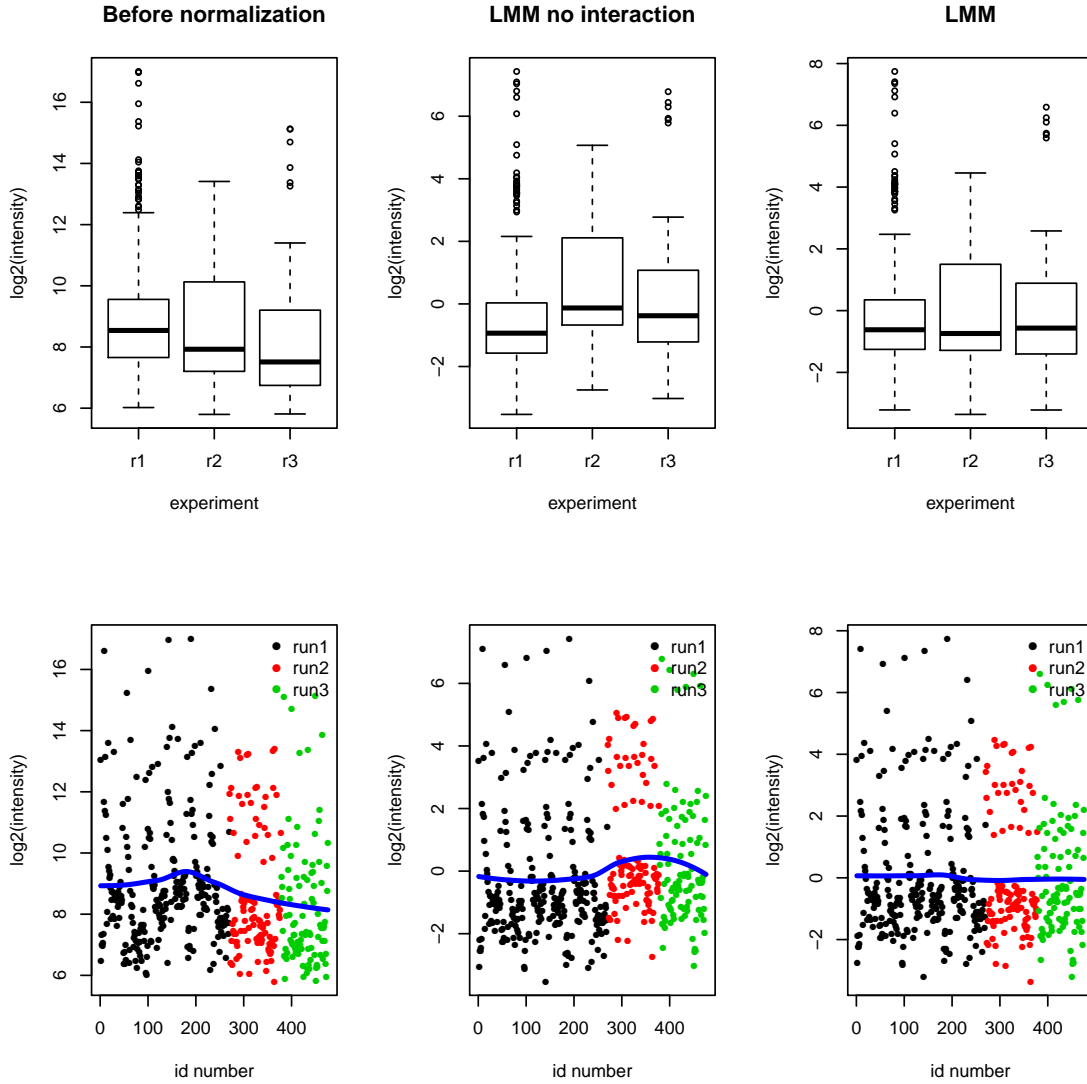 Before normalization
LMM no interaction
LMM
log2(intensity)
6 8 10 12 14 16
r1 r2 r3
experiment
log2(intensity)
−2 0 2 4 6
r1 r2 r3
experiment
log2(intensity)
−2 0 2 4 6 8
r1 r2 r3
experiment
log2(intensity)
6 8 10 12 14 16
run1
run2
run3
0 100 200 300 400
id number
log2(intensity)
−2 0 2 4 6
run1
run2
run3
0 100 200 300 400
id number
log2(intensity)
−2 0 2 4 6 8
run1
run2
run3
0 100 200 300 400
id number